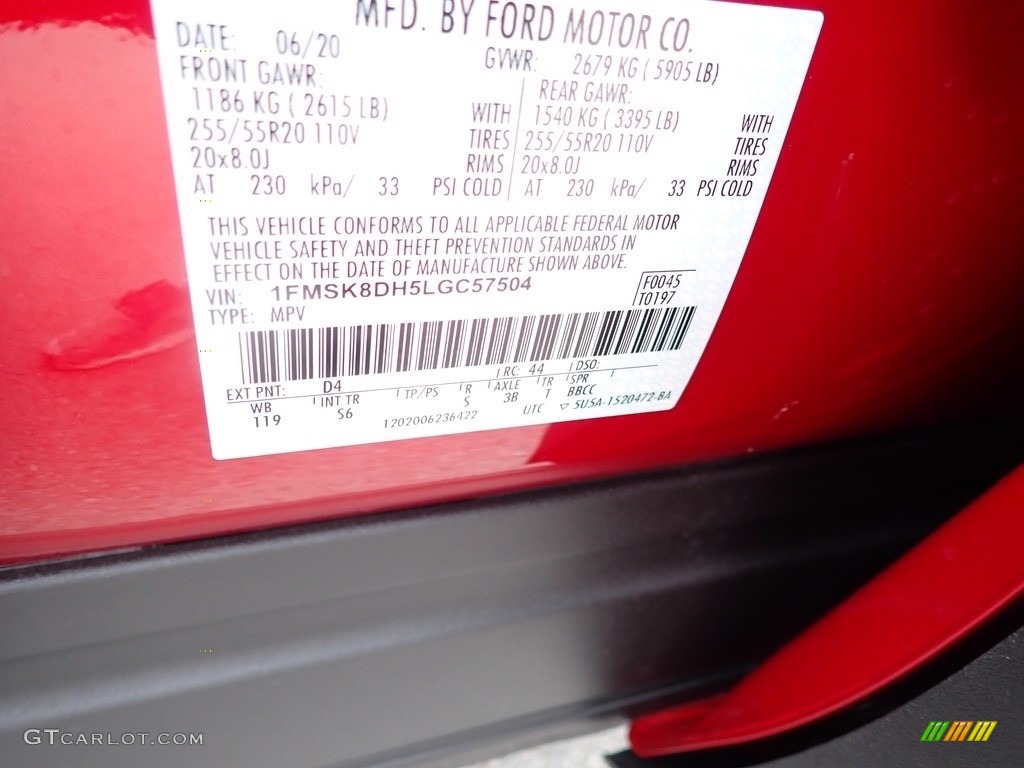 MFD. BY FORD MOTOR CO.
DATE: 06/20 GVWR: 2679 KG ( 5905 LB)
FRONT GAWR: REAR GAWR:
1186 KG ( 2615 LB) WITH 1540 KG ( 3395 LB) WITH
255/55R20 110V TIRES 255/55R20 110V TIRES
20x8.0J RIMS 20x8.0J RIMS
AT 230 kPa/ 33 PSI COLD AT 230 kPa/ 33 PSI COLD
THIS VEHICLE CONFORMS TO ALL APPLICABLE FEDERAL MOTOR
VEHICLE SAFETY AND THEFT PREVENTION STANDARDS IN
EFFECT ON THE DATE OF MANUFACTURE SHOWN ABOVE.
VIN: 1FMSK8DH5LGC57504 F0045
TYPE: MPV T0197
EXT PNT: D4 RC: 44 DSO:
WB INT TR TP/PS R AXLE TR SPR
119 S6 S 3B T BBCC
1202006236422 UTC ▽ 5U5A-1520472-BA
GTCARLOT.COM